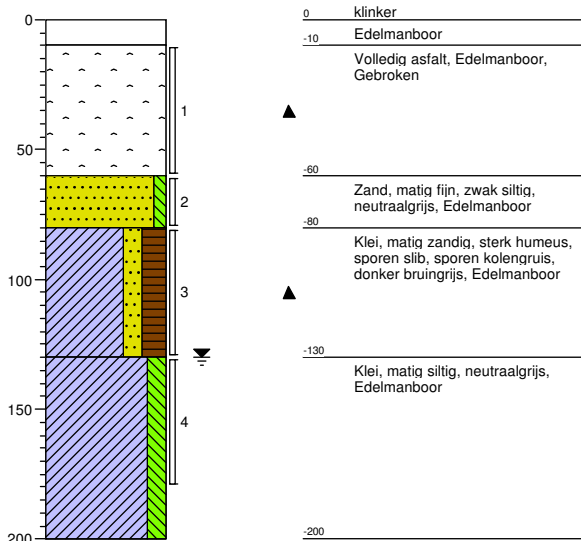 0
klinker
0
Edelmanboor
-10
Volledig asfalt, Edelmanboor,
Gebroken
1
50
-60
Zand, matig fijn, zwak siltig,
neutraalgrijs, Edelmanboor
2
-80
Klei, matig zandig, sterk humeus,
sporen slib, sporen kolengruis,
donker bruingrijs, Edelmanboor
100
3
-130
Klei, matig siltig, neutraalgrijs,
Edelmanboor
150
4
200
-200